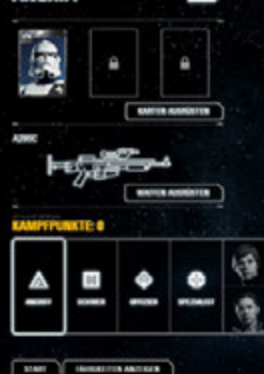 KARTEN AUSRÜSTEN
A280C
WAFFEN AUSRÜSTEN
KAMPFPUNKTE: 0
ANGRIFF
SCHWER
OFFIZIER
SPEZIALIST
START
FÄHIGKEITEN ANZEIGEN